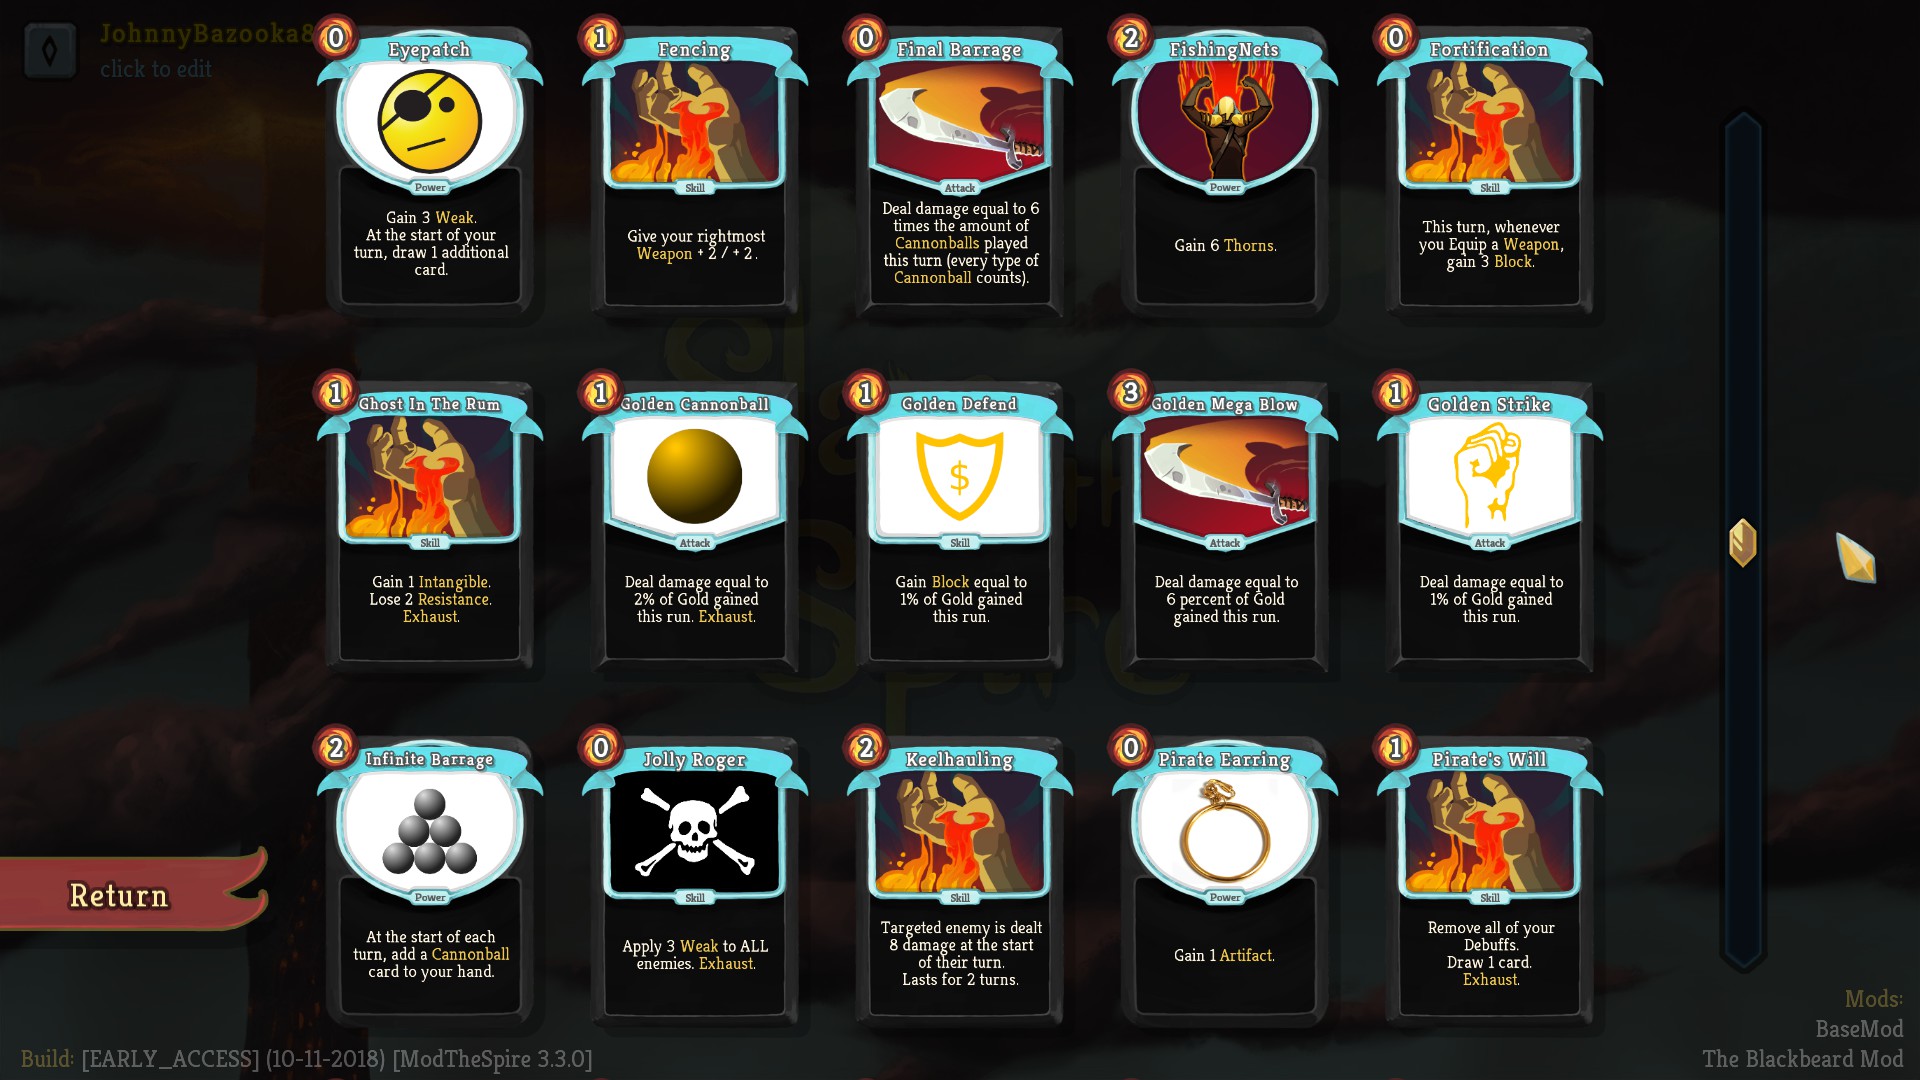 JohnnyBazooka8
click to edit
0
Eyepatch
Power
Gain 3 Weak.
At the start of your
turn, draw 1 additional
card.
1
Fencing
Skill
Give your rightmost
Weapon + 2 / + 2 .
0
Final Barrage
Attack
Deal damage equal to 6
times the amount of
Cannonballs played
this turn (every type of
Cannonball counts).
2
FishingNets
Power
Gain 6 Thorns.
0
Fortification
Skill
This turn, whenever
you Equip a Weapon,
gain 3 Block.
1
Ghost In The Rum
Skill
Gain 1 Intangible.
Lose 2 Resistance.
Exhaust.
1
Golden Cannonball
Attack
Deal damage equal to
2% of Gold gained
this run. Exhaust.
1
Golden Defend
$
Skill
Gain Block equal to
1% of Gold gained
this run.
3
Golden Mega Blow
Attack
Deal damage equal to
6 percent of Gold
gained this run.
1
Golden Strike
Attack
Deal damage equal to
1% of Gold gained
this run.
2
Infinite Barrage
Power
At the start of each
turn, add a Cannonball
card to your hand.
0
Jolly Roger
Skill
Apply 3 Weak to ALL
enemies. Exhaust.
2
Keelhauling
Skill
Targeted enemy is dealt
8 damage at the start
of their turn.
Lasts for 2 turns.
0
Pirate Earring
Power
Gain 1 Artifact.
1
Pirate's Will
Skill
Remove all of your
Debuffs.
Draw 1 card.
Exhaust.
Return
Mods:
BaseMod
The Blackbeard Mod
Build: [EARLY_ACCESS] (10-11-2018) [ModTheSpire 3.3.0]